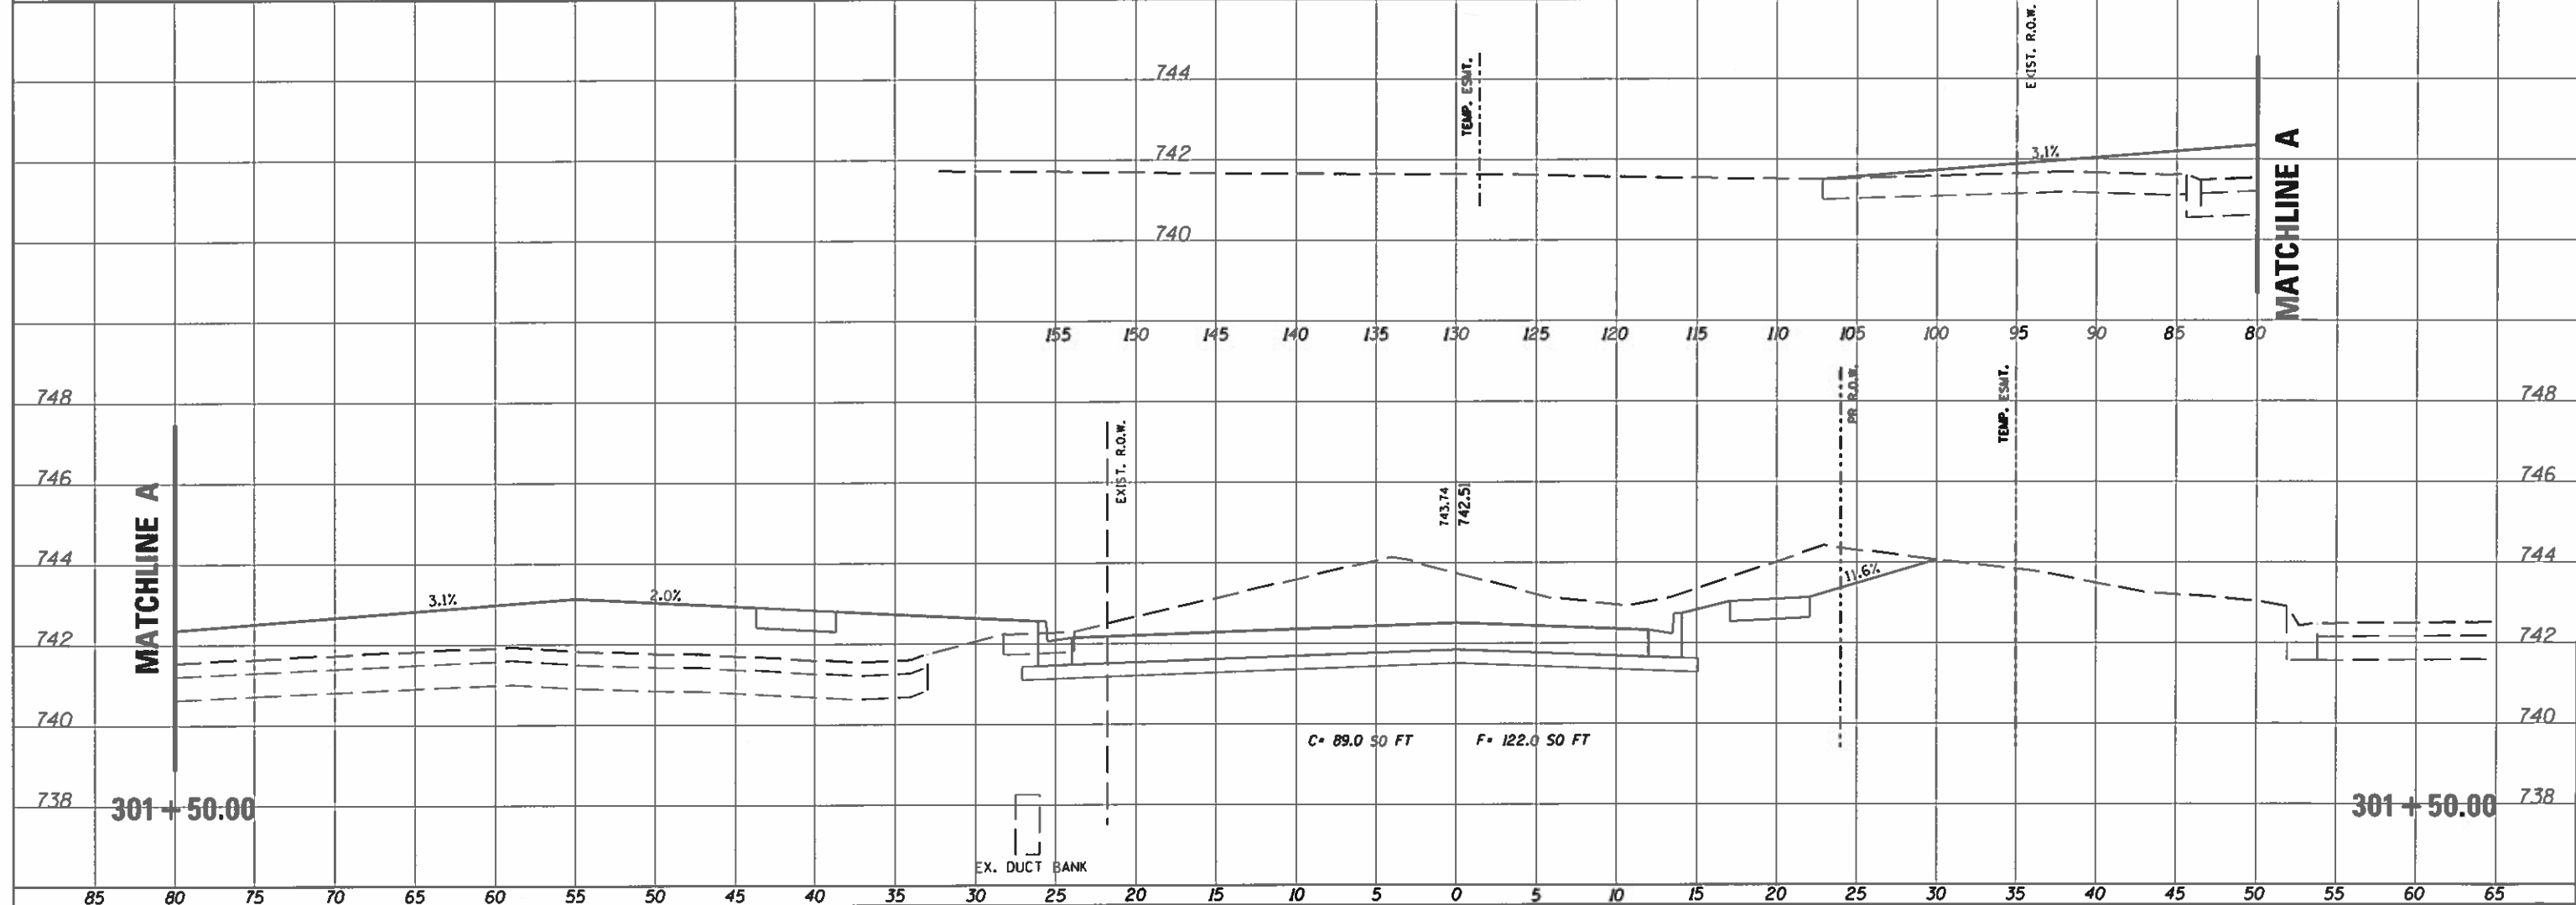 EXIST. R.O.W.
744
TEMP. ESMT.
742
3.1%
MATCHLINE A
740
155 150 145 140 135 130 125 120 115 110 105 100 95 90 85 80
748
PR R.O.W.
TEMP. ESMT.
748
EXIST. R.O.W.
746
743.74
742.51
746
MATCHLINE A
744
11.6%
744
3.1%
2.0%
742
742
740
C= 89.0 SQ FT F= 122.0 SQ FT
740
738
301 + 50.00
301 + 50.00
738
EX. DUCT BANK
85 80 75 70 65 60 55 50 45 40 35 30 25 20 15 10 5 0 5 10 15 20 25 30 35 40 45 50 55 60 65